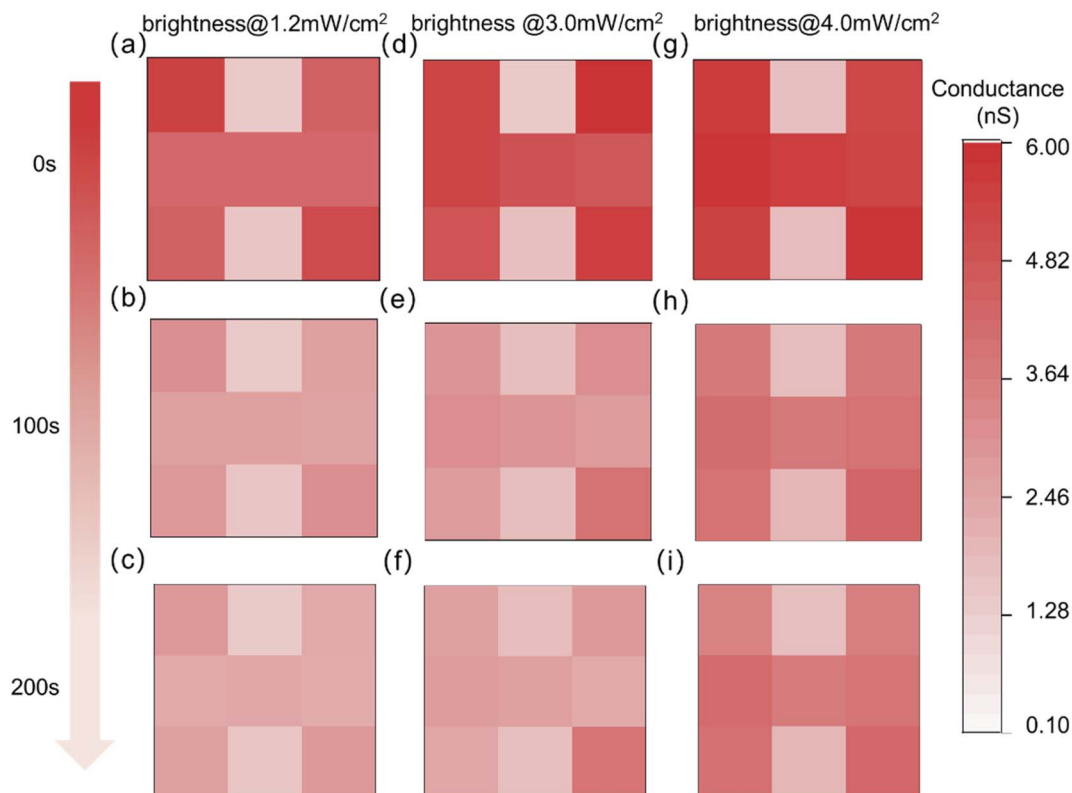 brightness@1.2mW/cm²
brightness @3.0mW/cm²
brightness@4.0mW/cm²
(a)
(d)
(g)
Conductance
(nS)
6.00
0s
4.82
(b)
(e)
(h)
3.64
100s
2.46
(c)
(f)
(i)
1.28
200s
0.10